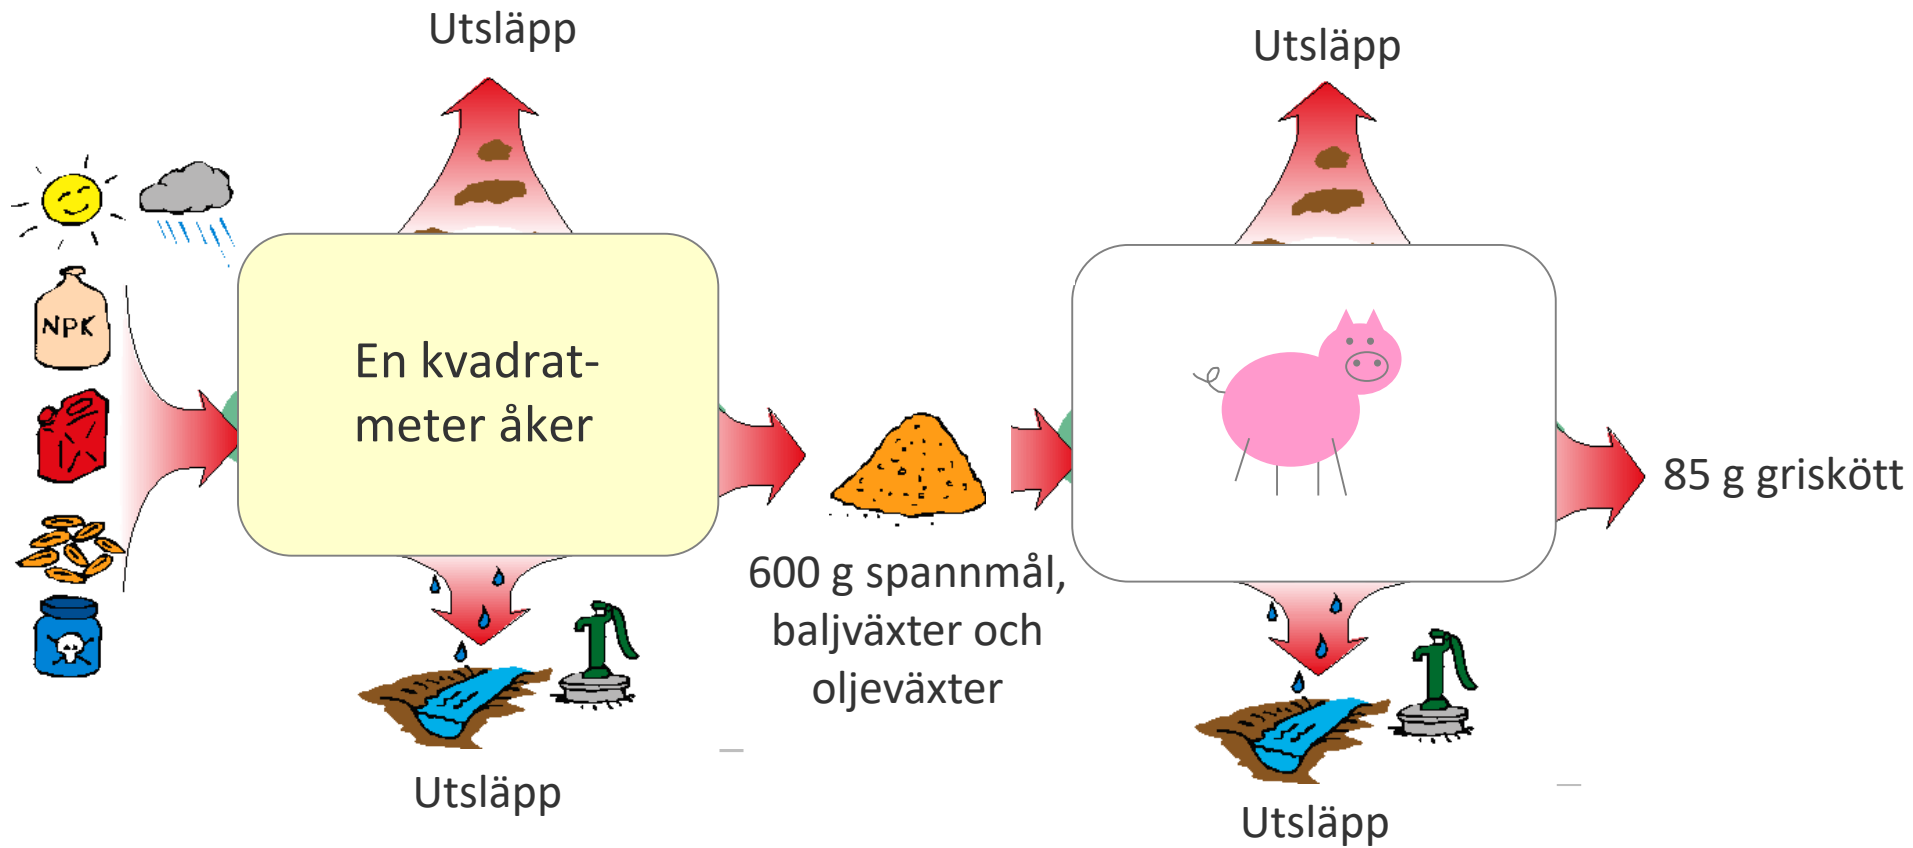 Utsläpp
Utsläpp
NPK
En kvadrat-
meter åker
85 g griskött
600 g spannmål,
baljväxter och
oljeväxter
Utsläpp
Utsläpp